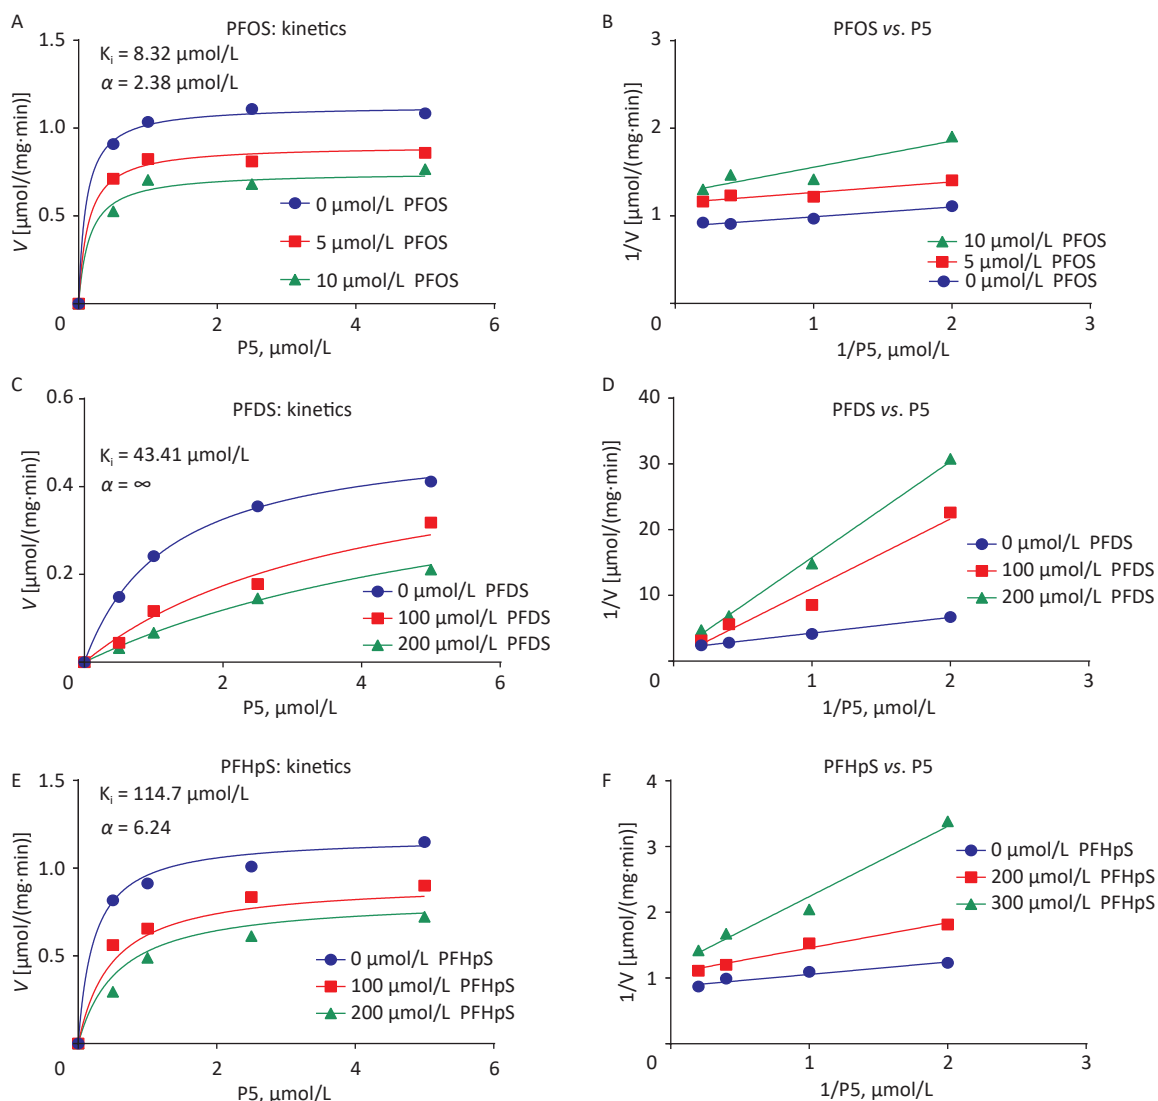 A
PFOS: kinetics
1.5
1.0
0.5
0
2
4
6
V [µmol/(mg·min)]
P5, µmol/L
Kᵢ = 8.32 µmol/L
α = 2.38 µmol/L
0 µmol/L PFOS
5 µmol/L PFOS
10 µmol/L PFOS
B
PFOS vs. P5
3
2
1
0
1
2
3
1/V [µmol/(mg·min)]
1/P5, µmol/L
10 µmol/L PFOS
5 µmol/L PFOS
0 µmol/L PFOS
C
PFDS: kinetics
0.6
0.4
0.2
0
2
4
6
V [µmol/(mg·min)]
P5, µmol/L
Kᵢ = 43.41 µmol/L
α = ∞
0 µmol/L PFDS
100 µmol/L PFDS
200 µmol/L PFDS
D
PFDS vs. P5
40
30
20
10
0
1
2
3
1/V [µmol/(mg·min)]
1/P5, µmol/L
0 µmol/L PFDS
100 µmol/L PFDS
200 µmol/L PFDS
E
PFHpS: kinetics
1.5
1.0
0.5
0
2
4
6
V [µmol/(mg·min)]
P5, µmol/L
Kᵢ = 114.7 µmol/L
α = 6.24
0 µmol/L PFHpS
100 µmol/L PFHpS
200 µmol/L PFHpS
F
PFHpS vs. P5
4
3
2
1
0
1
2
3
1/V [µmol/(mg·min)]
1/P5, µmol/L
0 µmol/L PFHpS
200 µmol/L PFHpS
300 µmol/L PFHpS